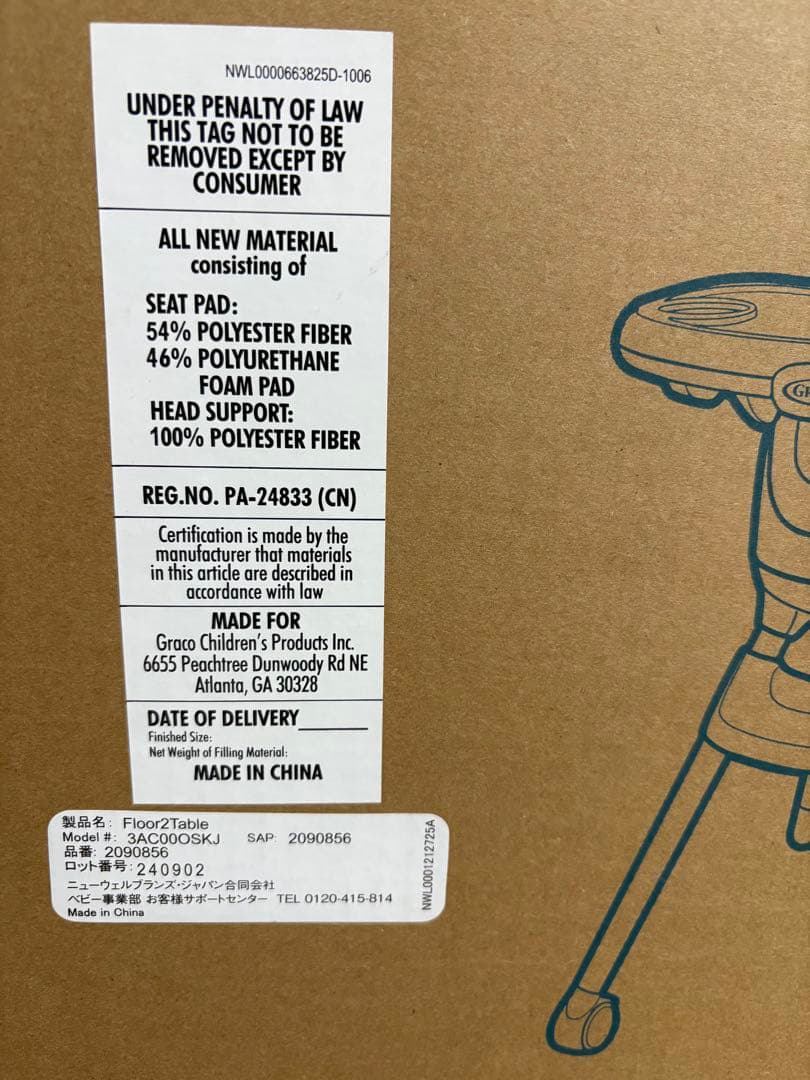 NWL0000663825D-1006
UNDER PENALTY OF LAW
THIS TAG NOT TO BE
REMOVED EXCEPT BY
CONSUMER
ALL NEW MATERIAL
consisting of
SEAT PAD:
54% POLYESTER FIBER
46% POLYURETHANE
FOAM PAD
HEAD SUPPORT:
100% POLYESTER FIBER
REG.NO. PA-24833 (CN)
Certification is made by the
manufacturer that materials
in this article are described in
accordance with law
MADE FOR
Graco Children's Products Inc.
6655 Peachtree Dunwoody Rd NE
Atlanta, GA 30328
DATE OF DELIVERY
Finished Size:
Net Weight of Filling Material:
MADE IN CHINA
製品名: Floor2Table
Model #: 3AC00OSKJ SAP: 2090856
品番: 2090856
ロット番号: 240902
ニューウェルブランズ・ジャパン合同会社
ベビー事業部 お客様サポートセンター TEL 0120-415-814
Made in China
NWL0001212725A